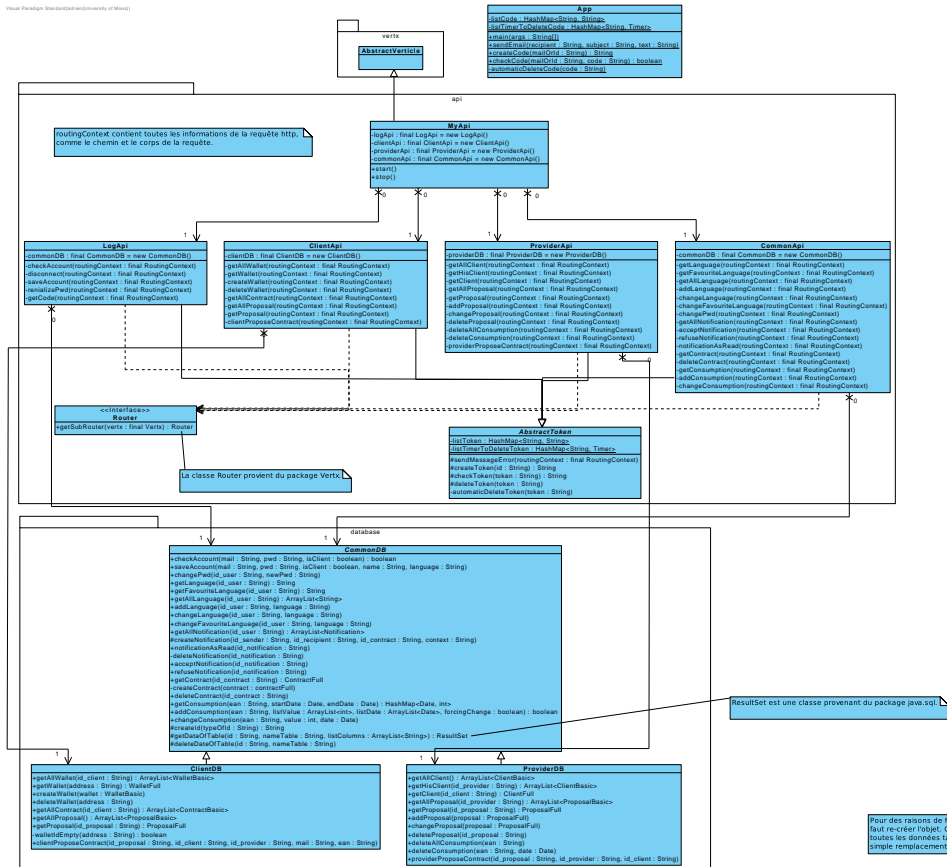 Visual Paradigm Standard(adrien(University of Mons))
App
-listCode : HashMap<String, String>
-listTimerToDeleteCode : HashMap<String, Timer>
+main(args : String[])
+sendEmail(recipient : String, subject : String, text : String)
+createCode(mailOrId : String) : String
+checkCode(mailOrId : String, code : String) : boolean
-automaticDeleteCode(code : String)
vertx
AbstractVerticle
api
routingContext contient toutes les informations de la requête http,
comme le chemin et le corps de la requête.
MyApi
-logApi : final LogApi = new LogApi()
-clientApi : final ClientApi = new ClientApi()
-providerApi : final ProviderApi = new ProviderApi()
-commonApi : final CommonApi = new CommonApi()
+start()
+stop()
0
0
0
0
1
1
1
1
LogApi
-commonDB : final CommonDB = new CommonDB()
-checkAccount(routingContext : final RoutingContext)
-disconnect(routingContext : final RoutingContext)
-saveAccount(routingContext : final RoutingContext)
-renializePwd(routingContext : final RoutingContext)
-getCode(routingContext : final RoutingContext)
ClientApi
-clientDB : final ClientDB = new ClientDB()
-getAllWallet(routingContext : final RoutingContext)
-getWallet(routingContext : final RoutingContext)
-createWallet(routingContext : final RoutingContext)
-deleteWallet(routingContext : final RoutingContext)
-getAllContract(routingContext : final RoutingContext)
-getAllProposal(routingContext : final RoutingContext)
-getProposal(routingContext : final RoutingContext)
-clientProposeContract(routingContext : final RoutingContext)
ProviderApi
-providerDB : final ProviderDB = new ProviderDB()
-getAllClient(routingContext : final RoutingContext)
-getHisClient(routingContext : final RoutingContext)
-getClient(routingContext : final RoutingContext)
-getAllProposal(routingContext : final RoutingContext)
-getProposal(routingContext : final RoutingContext)
-addProposal(routingContext : final RoutingContext)
-changeProposal(routingContext : final RoutingContext)
-deleteProposal(routingContext : final RoutingContext)
-deleteAllConsumption(routingContext : final RoutingContext)
-deleteConsumption(routingContext : final RoutingContext)
-providerProposeContract(routingContext : final RoutingContext)
CommonApi
-commonDB : final CommonDB = new CommonDB()
-getLanguage(routingContext : final RoutingContext)
-getFavouriteLanguage(routingContext : final RoutingContext)
-getAllLanguage(routingContext : final RoutingContext)
-addLanguage(routingContext : final RoutingContext)
-changeLanguage(routingContext : final RoutingContext)
-changeFavouriteLanguage(routingContext : final RoutingContext)
-changePwd(routingContext : final RoutingContext)
-getAllNotification(routingContext : final RoutingContext)
-acceptNotification(routingContext : final RoutingContext)
-refuseNotification(routingContext : final RoutingContext)
-notificationAsRead(routingContext : final RoutingContext)
-getContract(routingContext : final RoutingContext)
-deleteContract(routingContext : final RoutingContext)
-getConsumption(routingContext : final RoutingContext)
-addConsumption(routingContext : final RoutingContext)
-changeConsumption(routingContext : final RoutingContext)
0
0
0
0
<<Interface>>
Router
+getSubRouter(vertx : final Vertx) : Router
La classe Router provient du package Vertx.
AbstractToken
-listToken : HashMap<String, String>
-listTimerToDeleteToken : HashMap<String, Timer>
#sendMessageError(routingContext : final RoutingContext)
#createToken(id : String) : String
#checkToken(token : String) : String
#deleteToken(token : String)
-automaticDeleteToken(token : String)
database
1
1
CommonDB
+checkAccount(mail : String, pwd : String, isClient : boolean) : boolean
+saveAccount(mail : String, pwd : String, isClient : boolean, name : String, language : String)
+changePwd(id_user : String, newPwd : String)
+getLanguage(id_user : String) : String
+getFavouriteLanguage(id_user : String) : String
+getAllLanguage(id_user : String) : ArrayList<String>
+addLanguage(id_user : String, language : String)
+changeLanguage(id_user : String, language : String)
+changeFavouriteLanguage(id_user : String, language : String)
+getAllNotification(id_user : String) : ArrayList<Notification>
#createNotification(id_sender : String, id_recipient : String, id_contract : String, context : String)
+notificationAsRead(id_notification : String)
-deleteNotification(id_notification : String)
+acceptNotification(id_notification : String)
+refuseNotification(id_notification : String)
+getContract(id_contract : String) : ContractFull
-createContract(contract : contractFull)
+deleteContract(id_contract : String)
+getConsumption(ean : String, startDate : Date, endDate : Date) : HashMap<Date, int>
+addConsumption(ean : String, listValue : ArrayList<int>, listDate : ArrayList<Date>, forcingChange : boolean) : boolean
+changeConsumption(ean : String, value : int, date : Date)
#createId(typeOfId : String) : String
#getDataOfTable(id : String, nameTable : String, listColumns : ArrayList<String>) : ResultSet
#deleteDateOfTable(id : String, nameTable : String)
ResultSet est une classe provenant du package java.sql.
1
1
ClientDB
+getAllWallet(id_client : String) : ArrayList<WalletBasic>
+getWallet(address : String) : WalletFull
+createWallet(wallet : WalletBasic)
+deleteWallet(address : String)
+getAllContract(id_client : String) : ArrayList<ContractBasic>
+getAllProposal() : ArrayList<ProposalBasic>
+getProposal(id_proposal : String) : ProposalFull
-walletIdEmpty(address : String) : boolean
+clientProposeContract(id_proposal : String, id_client : String, id_provider : String, mail : String, ean : String)
ProviderDB
+getAllClient() : ArrayList<ClientBasic>
+getHisClient(id_provider : String) : ArrayList<ClientBasic>
+getClient(id_client : String) : ClientFull
+getAllProposal(id_provider : String) : ArrayList<ProposalBasic>
+getProposal(id_proposal : String) : ProposalFull
+addProposal(proposal : ProposalFull)
+changeProposal(proposal : ProposalFull)
+deleteProposal(id_proposal : String)
+deleteAllConsumption(ean : String)
+deleteConsumption(ean : String, date : Date)
+providerProposeContract(id_proposal : String, id_provider : String, id_client : String)
Pour des raisons de
faut re-créer l'objet.
toutes les données
simple remplacement